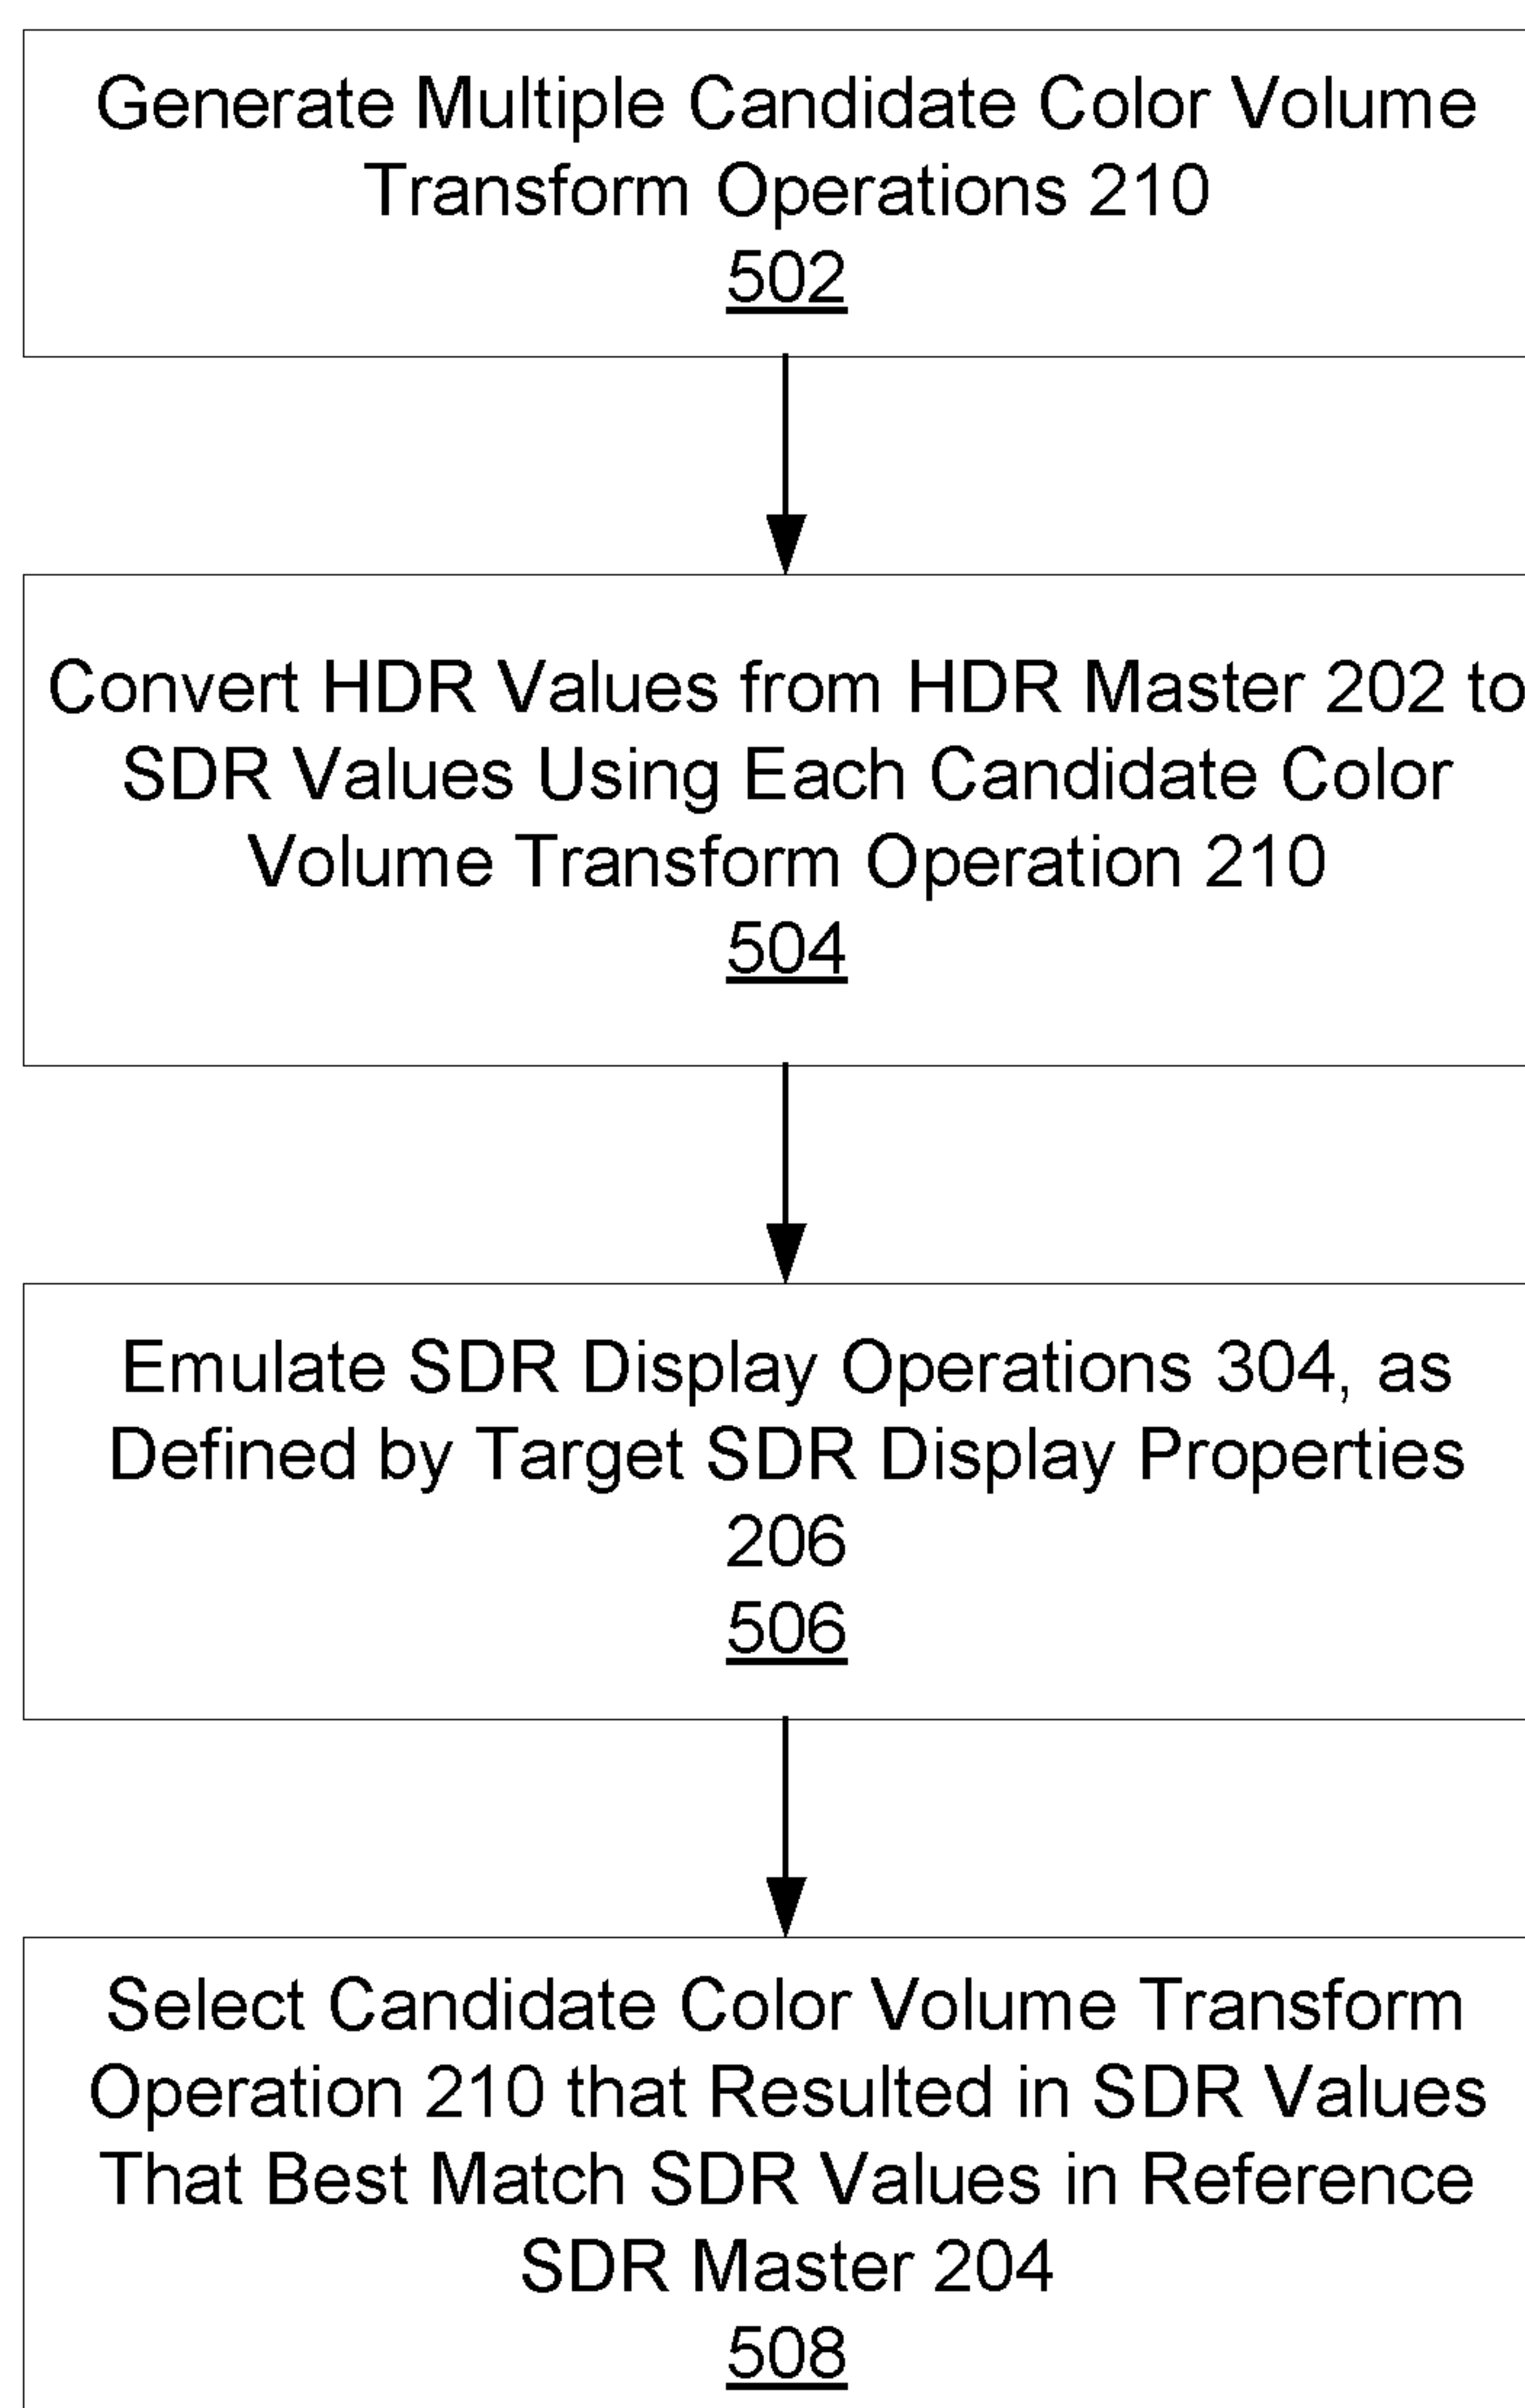 Generate Multiple Candidate Color Volume
Transform Operations 210
502
Convert HDR Values from HDR Master 202 to
SDR Values Using Each Candidate Color
Volume Transform Operation 210
504
Emulate SDR Display Operations 304, as
Defined by Target SDR Display Properties
206
506
Select Candidate Color Volume Transform
Operation 210 that Resulted in SDR Values
That Best Match SDR Values in Reference
SDR Master 204
508